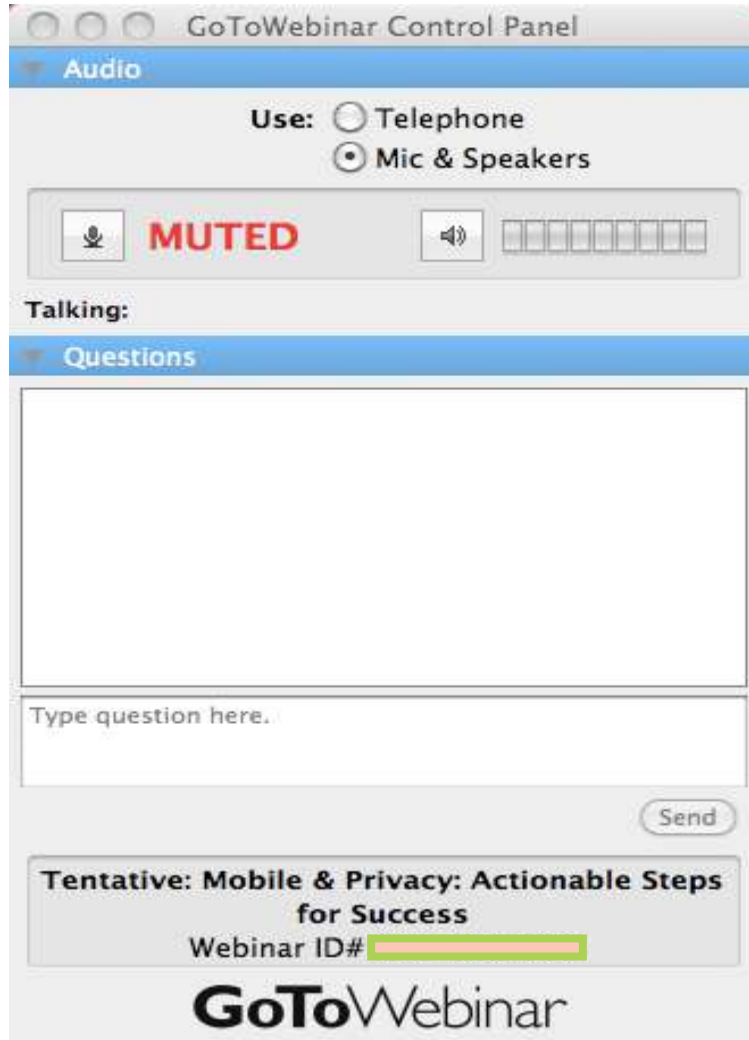 GoToWebinar Control Panel
Audio
Use: Telephone
Mic & Speakers
MUTED
Talking:
Questions
Type question here.
Send
Tentative: Mobile & Privacy: Actionable Steps
for Success
Webinar ID#
GoToWebinar